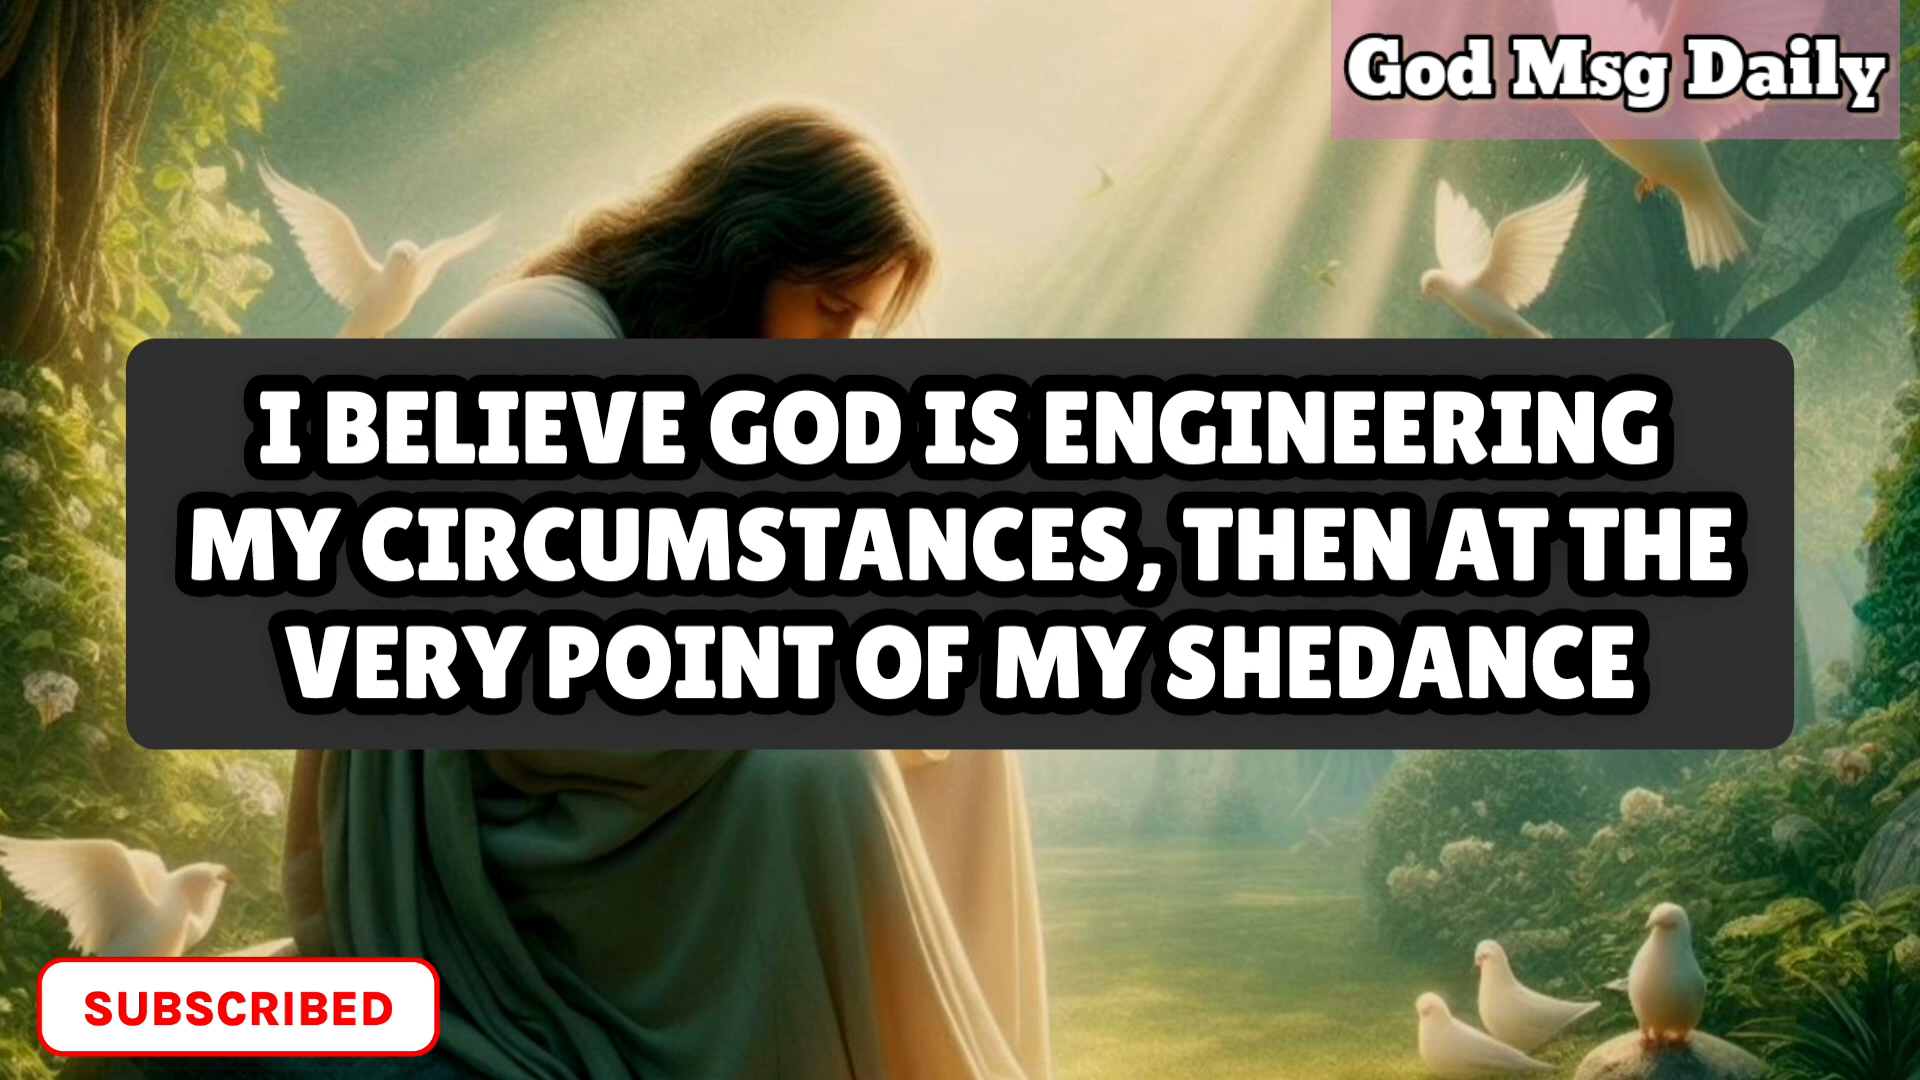 God Msg Daily
I BELIEVE GOD IS ENGINEERING
MY CIRCUMSTANCES, THEN AT THE
VERY POINT OF MY SHEDANCE
SUBSCRIBED